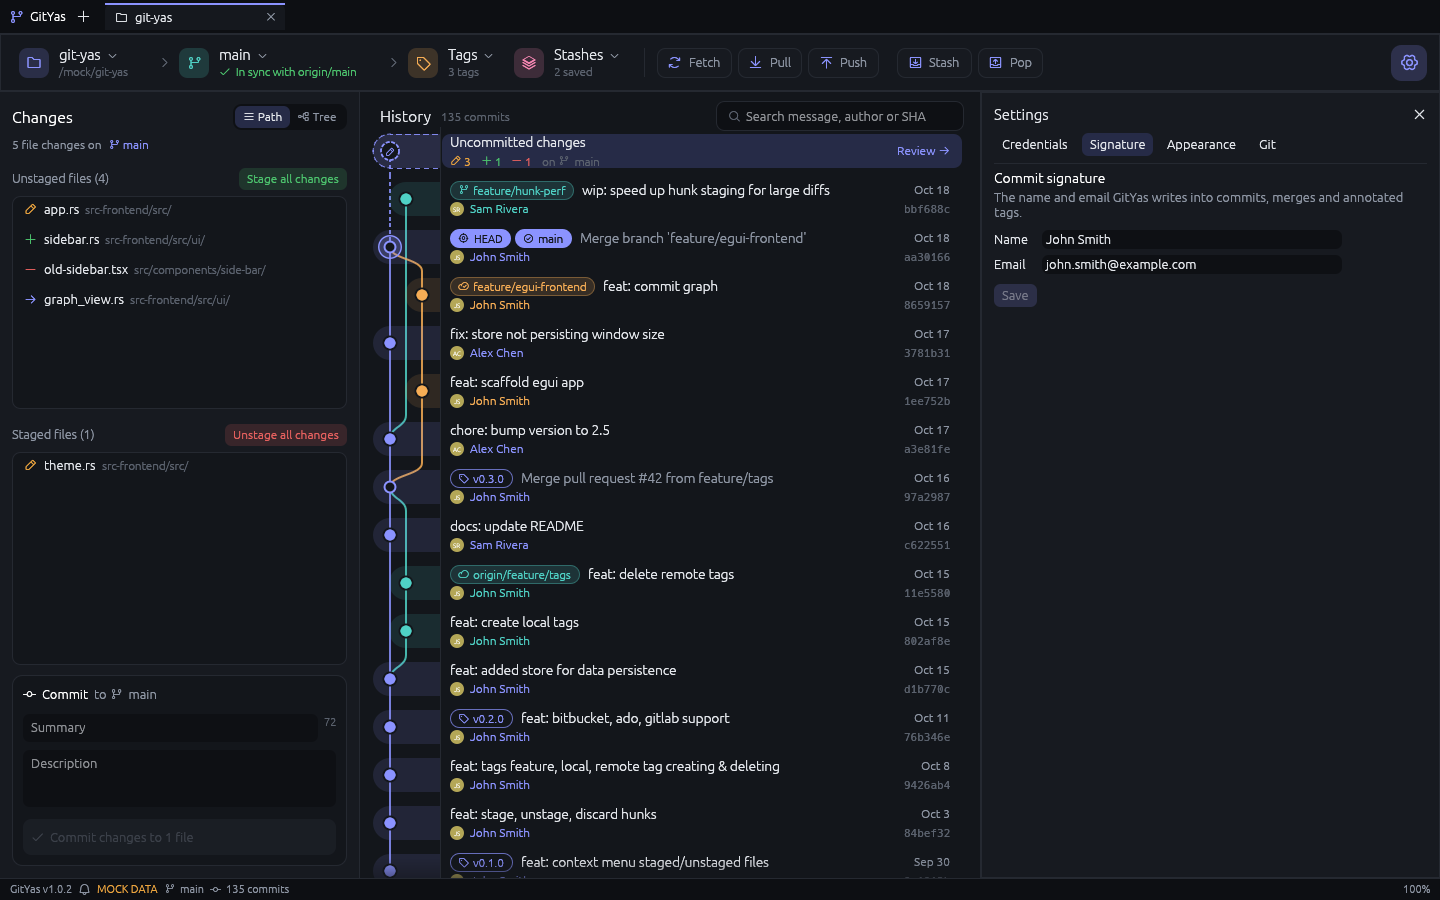 GitYas
git-yas
git-yas
/mock/git-yas
main
In sync with origin/main
Tags
3 tags
Stashes
2 saved
Fetch
Pull
Push
Stash
Pop
Changes
Path
Tree
5 file changes on main
Unstaged files (4)
Stage all changes
app.rs src-frontend/src/
sidebar.rs src-frontend/src/ui/
old-sidebar.tsx src/components/side-bar/
graph_view.rs src-frontend/src/ui/
Staged files (1)
Unstage all changes
theme.rs src-frontend/src/
Commit to main
Summary
72
Description
Commit changes to 1 file
History 135 commits
Search message, author or SHA
Uncommitted changes
3 1 1 on main
Review
feature/hunk-perf wip: speed up hunk staging for large diffs Oct 18
SR Sam Rivera bbf688c
HEAD main Merge branch 'feature/egui-frontend' Oct 18
JS John Smith aa30166
feature/egui-frontend feat: commit graph Oct 18
JS John Smith 8659157
fix: store not persisting window size Oct 17
AC Alex Chen 3781b31
feat: scaffold egui app Oct 17
JS John Smith 1ee752b
chore: bump version to 2.5 Oct 17
AC Alex Chen a3e81fe
v0.3.0 Merge pull request #42 from feature/tags Oct 16
JS John Smith 97a2987
docs: update README Oct 16
SR Sam Rivera c622551
origin/feature/tags feat: delete remote tags Oct 15
JS John Smith 11e5580
feat: create local tags Oct 15
JS John Smith 802af8e
feat: added store for data persistence Oct 15
JS John Smith d1b770c
v0.2.0 feat: bitbucket, ado, gitlab support Oct 11
JS John Smith 76b346e
feat: tags feature, local, remote tag creating & deleting Oct 8
JS John Smith 9426ab4
feat: stage, unstage, discard hunks Oct 3
JS John Smith 84bef32
v0.1.0 feat: context menu staged/unstaged files Sep 30
Settings
Credentials
Signature
Appearance
Git
Commit signature
The name and email GitYas writes into commits, merges and annotated
tags.
Name John Smith
Email john.smith@example.com
Save
GitYas v1.0.2 MOCK DATA main 135 commits
100%